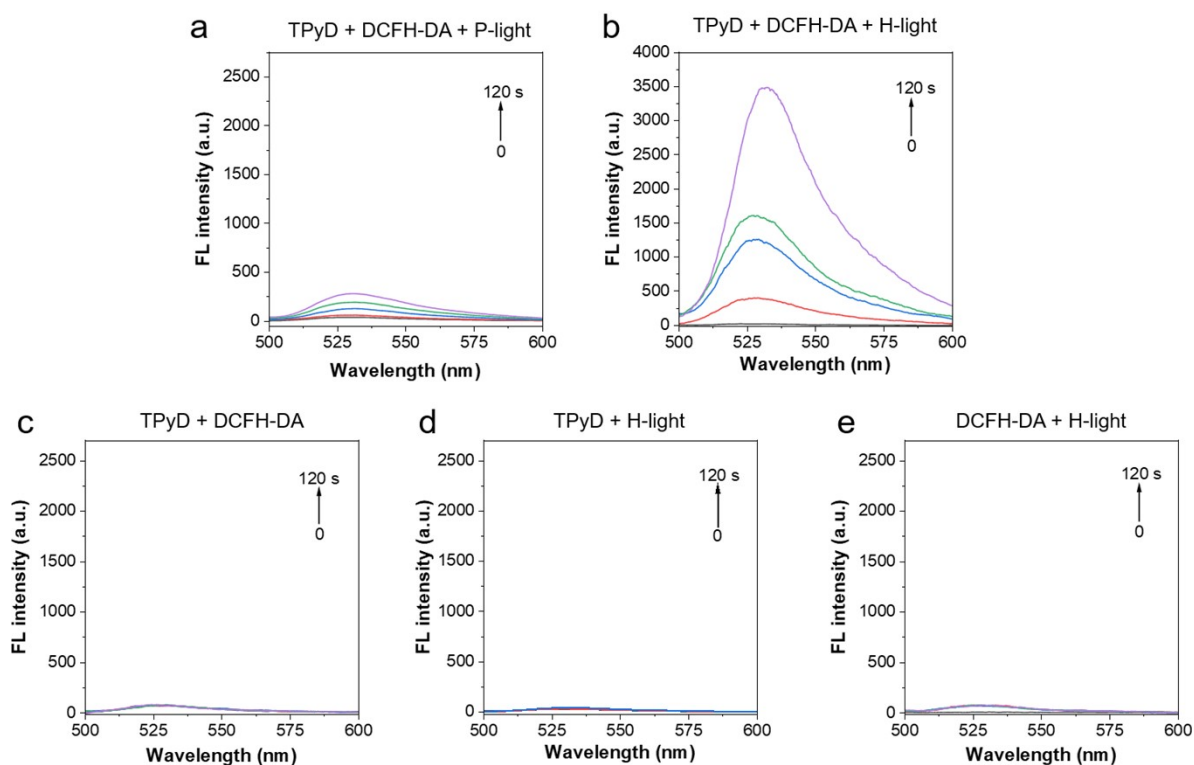 a
TPyD + DCFH-DA + P-light
2500
2000
1500
1000
500
0
FL intensity (a.u.)
120 s
0
500 525 550 575 600
Wavelength (nm)
b
TPyD + DCFH-DA + H-light
4000
3500
3000
2500
2000
1500
1000
500
0
FL intensity (a.u.)
120 s
0
500 525 550 575 600
Wavelength (nm)
c
TPyD + DCFH-DA
2500
2000
1500
1000
500
0
FL intensity (a.u.)
120 s
0
500 525 550 575 600
Wavelength (nm)
d
TPyD + H-light
2500
2000
1500
1000
500
0
FL intensity (a.u.)
120 s
0
500 525 550 575 600
Wavelength (nm)
e
DCFH-DA + H-light
2500
2000
1500
1000
500
0
FL intensity (a.u.)
120 s
0
500 525 550 575 600
Wavelength (nm)